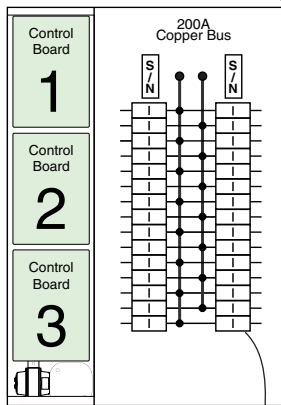 Control
Board
1
Control
Board
2
Control
Board
3
200A
Copper Bus
S/N
S/N